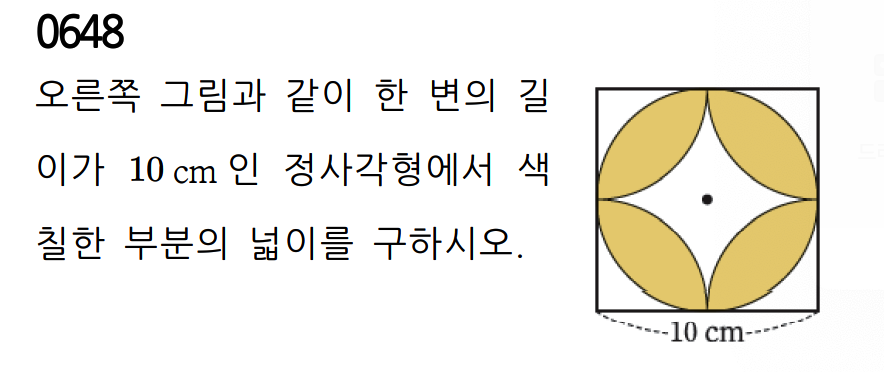 0648
오른쪽 그림과 같이 한 변의 길
이가 10 cm인 정사각형에서 색
칠한 부분의 넓이를 구하시오.
10 cm